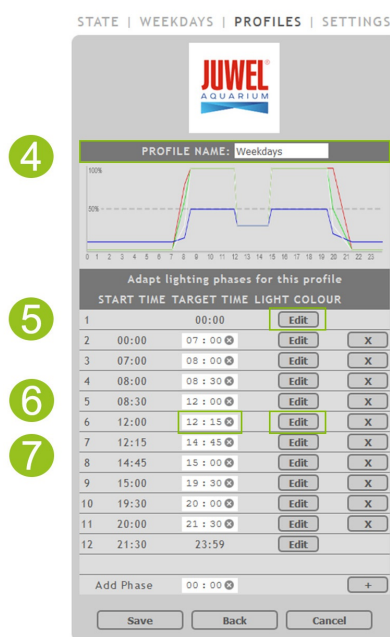 STATE | WEEKDAYS | PROFILES | SETTINGS
JUWEL®
AQUARIUM
4
PROFILE NAME: Weekdays
100%
50%
0 1 2 3 4 5 6 7 8 9 10 11 12 13 14 15 16 17 18 19 20 21 22 23
Adapt lighting phases for this profile
START TIME TARGET TIME LIGHT COLOUR
5
1 00:00 Edit
2 00:00 07 : 00 Edit X
3 07:00 08 : 00 Edit X
4 08:00 08 : 30 Edit X
6
5 08:30 12 : 00 Edit X
6 12:00 12 : 15 Edit X
7
7 12:15 14 : 45 Edit X
8 14:45 15 : 00 Edit X
9 15:00 19 : 30 Edit X
10 19:30 20 : 00 Edit X
11 20:00 21 : 30 Edit X
12 21:30 23:59 Edit
Add Phase 00 : 00 +
Save Back Cancel